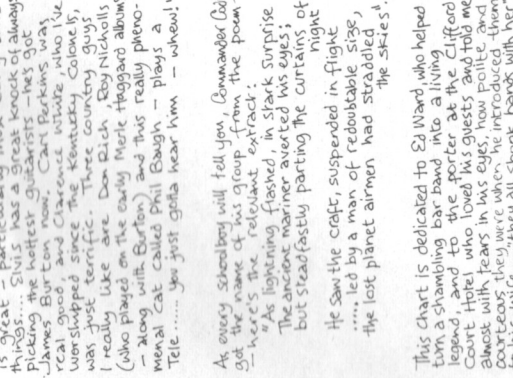 is great –
things..... Elvis has a great knack of always
picking the hottest guitarists – he's got
James Burton now. Carl Perkins was
real good, and Clarence White, who I've
worshipped since The Kentucky Colonels,
was just terrific. Three country guys
I really like are Don Rich, Roy Nicholls
(who played on the early Merle Haggard album
– along with Burton) and this really pheno-
menal cat called Phil Baugh – plays a
Tele ...... you just gotta hear him – whew!
As every schoolboy will tell you, Commander Cody
got the name of his group from the poem
– here's the relevant extract:
"As lightning flashed, in stark surprise
The ancient mariner averted his eyes;
but steadfastly parting the curtains of
night
He saw the craft, suspended in flight
..... led by a man of redoubtable size,
the lost planet airmen had straddled
the skies".
This Chart is dedicated to Ed Ward, who helped
turn a shambling bar band into a living
legend, and to the porter at the Clifford
Court Hotel who loved his guests and told me
almost with tears in his eyes, how polite and
courteous they were when he introduced them
to his wife ... "they all shook hands with her"